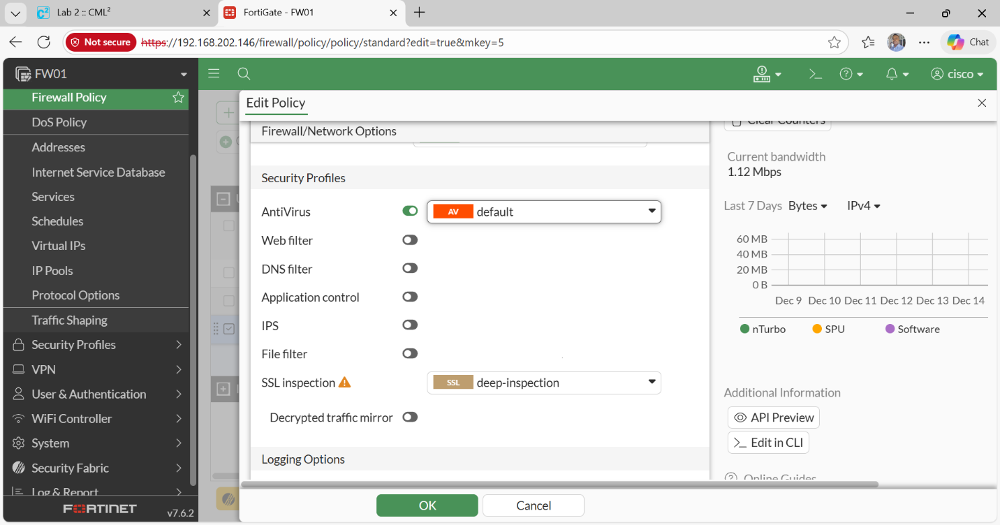 Lab 2 :: CML²
FortiGate - FW01
Not secure
https://192.168.202.146/firewall/policy/policy/standard?edit=true&mkey=5
Chat
FW01
cisco
Firewall Policy
DoS Policy
Addresses
Internet Service Database
Services
Schedules
Virtual IPs
IP Pools
Protocol Options
Traffic Shaping
Security Profiles
VPN
User & Authentication
WiFi Controller
System
Security Fabric
Log & Report
FORTINET
v7.6.2
Edit Policy
Firewall/Network Options
Security Profiles
AntiVirus
AV default
Web filter
DNS filter
Application control
IPS
File filter
SSL inspection
SSL deep-inspection
Decrypted traffic mirror
Logging Options
OK
Cancel
Clear Counters
Current bandwidth
1.12 Mbps
Last 7 Days Bytes IPv4
60 MB
40 MB
20 MB
0 B
Dec 9 Dec 10 Dec 11 Dec 12 Dec 13 Dec 14
nTurbo SPU Software
Additional Information
API Preview
>_ Edit in CLI
Online Guides